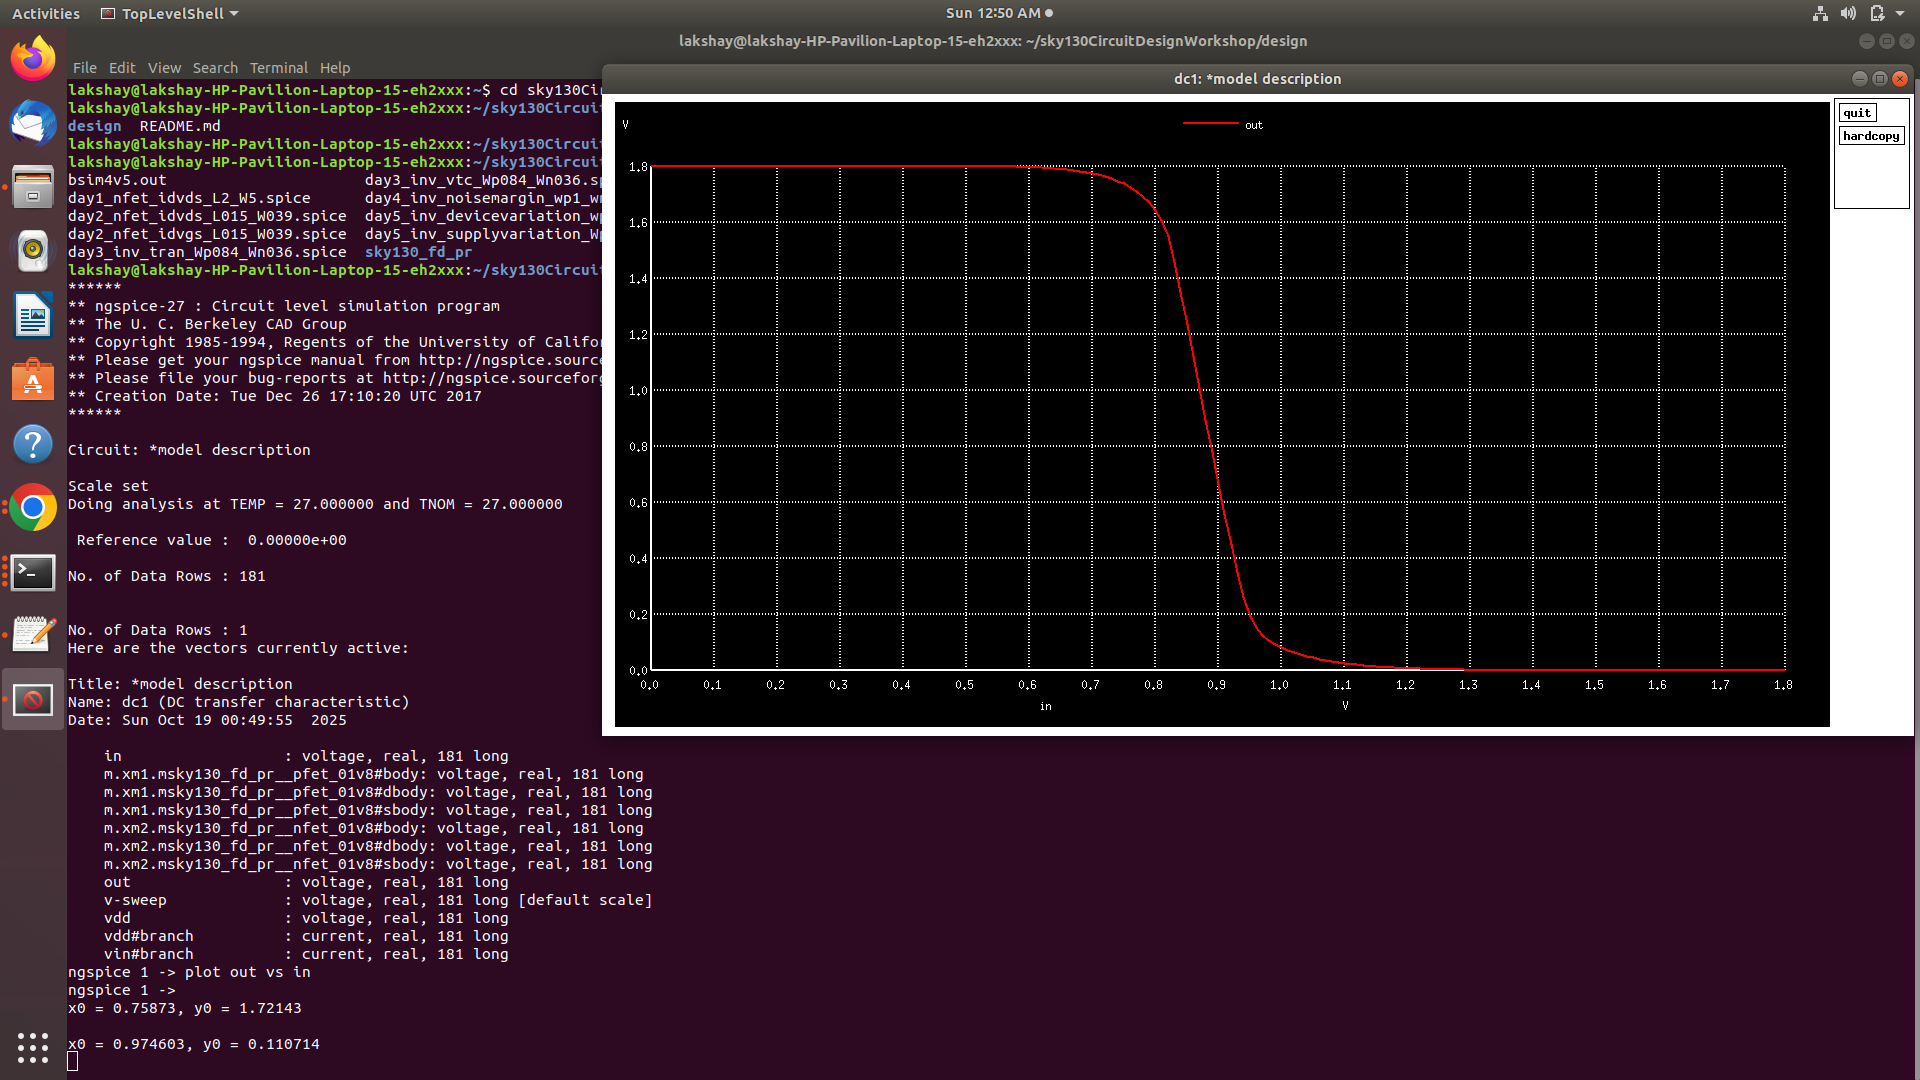 Activities
TopLevelShell
Sun 12:50 AM
lakshay@lakshay-HP-Pavilion-Laptop-15-eh2xxx: ~/sky130CircuitDesignWorkshop/design
File Edit View Search Terminal Help
lakshay@lakshay-HP-Pavilion-Laptop-15-eh2xxx:~$ cd sky130Cir
lakshay@lakshay-HP-Pavilion-Laptop-15-eh2xxx:~/sky130Circuit
design README.md
lakshay@lakshay-HP-Pavilion-Laptop-15-eh2xxx:~/sky130Circuit
lakshay@lakshay-HP-Pavilion-Laptop-15-eh2xxx:~/sky130Circuit
bsim4v5.out day3_inv_vtc_Wp084_Wn036.sp
day1_nfet_idvds_L2_W5.spice day4_inv_noisemargin_wp1_wn
day2_nfet_idvds_L015_W039.spice day5_inv_devicevariation_wp
day2_nfet_idvgs_L015_W039.spice day5_inv_supplyvariation_Wp
day3_inv_tran_Wp084_Wn036.spice sky130_fd_pr
lakshay@lakshay-HP-Pavilion-Laptop-15-eh2xxx:~/sky130Circuit
******
** ngspice-27 : Circuit level simulation program
** The U. C. Berkeley CAD Group
** Copyright 1985-1994, Regents of the University of Califor
** Please get your ngspice manual from http://ngspice.source
** Please file your bug-reports at http://ngspice.sourceforg
** Creation Date: Tue Dec 26 17:10:20 UTC 2017
******
Circuit: *model description
Scale set
Doing analysis at TEMP = 27.000000 and TNOM = 27.000000
Reference value :  0.00000e+00
No. of Data Rows : 181
No. of Data Rows : 1
Here are the vectors currently active:
Title: *model description
Name: dc1 (DC transfer characteristic)
Date: Sun Oct 19 00:49:55  2025
in : voltage, real, 181 long
m.xm1.msky130_fd_pr__pfet_01v8#body: voltage, real, 181 long
m.xm1.msky130_fd_pr__pfet_01v8#dbody: voltage, real, 181 long
m.xm1.msky130_fd_pr__pfet_01v8#sbody: voltage, real, 181 long
m.xm2.msky130_fd_pr__nfet_01v8#body: voltage, real, 181 long
m.xm2.msky130_fd_pr__nfet_01v8#dbody: voltage, real, 181 long
m.xm2.msky130_fd_pr__nfet_01v8#sbody: voltage, real, 181 long
out : voltage, real, 181 long
v-sweep : voltage, real, 181 long [default scale]
vdd : voltage, real, 181 long
vdd#branch : current, real, 181 long
vin#branch : current, real, 181 long
ngspice 1 -> plot out vs in
ngspice 1 ->
x0 = 0.75873, y0 = 1.72143
x0 = 0.974603, y0 = 0.110714
dc1: *model description
quit
hardcopy
V
out
1.8
1.6
1.4
1.2
1.0
0.8
0.6
0.4
0.2
0.0
0.0 0.1 0.2 0.3 0.4 0.5 0.6 0.7 0.8 0.9 1.0 1.1 1.2 1.3 1.4 1.5 1.6 1.7 1.8
in V